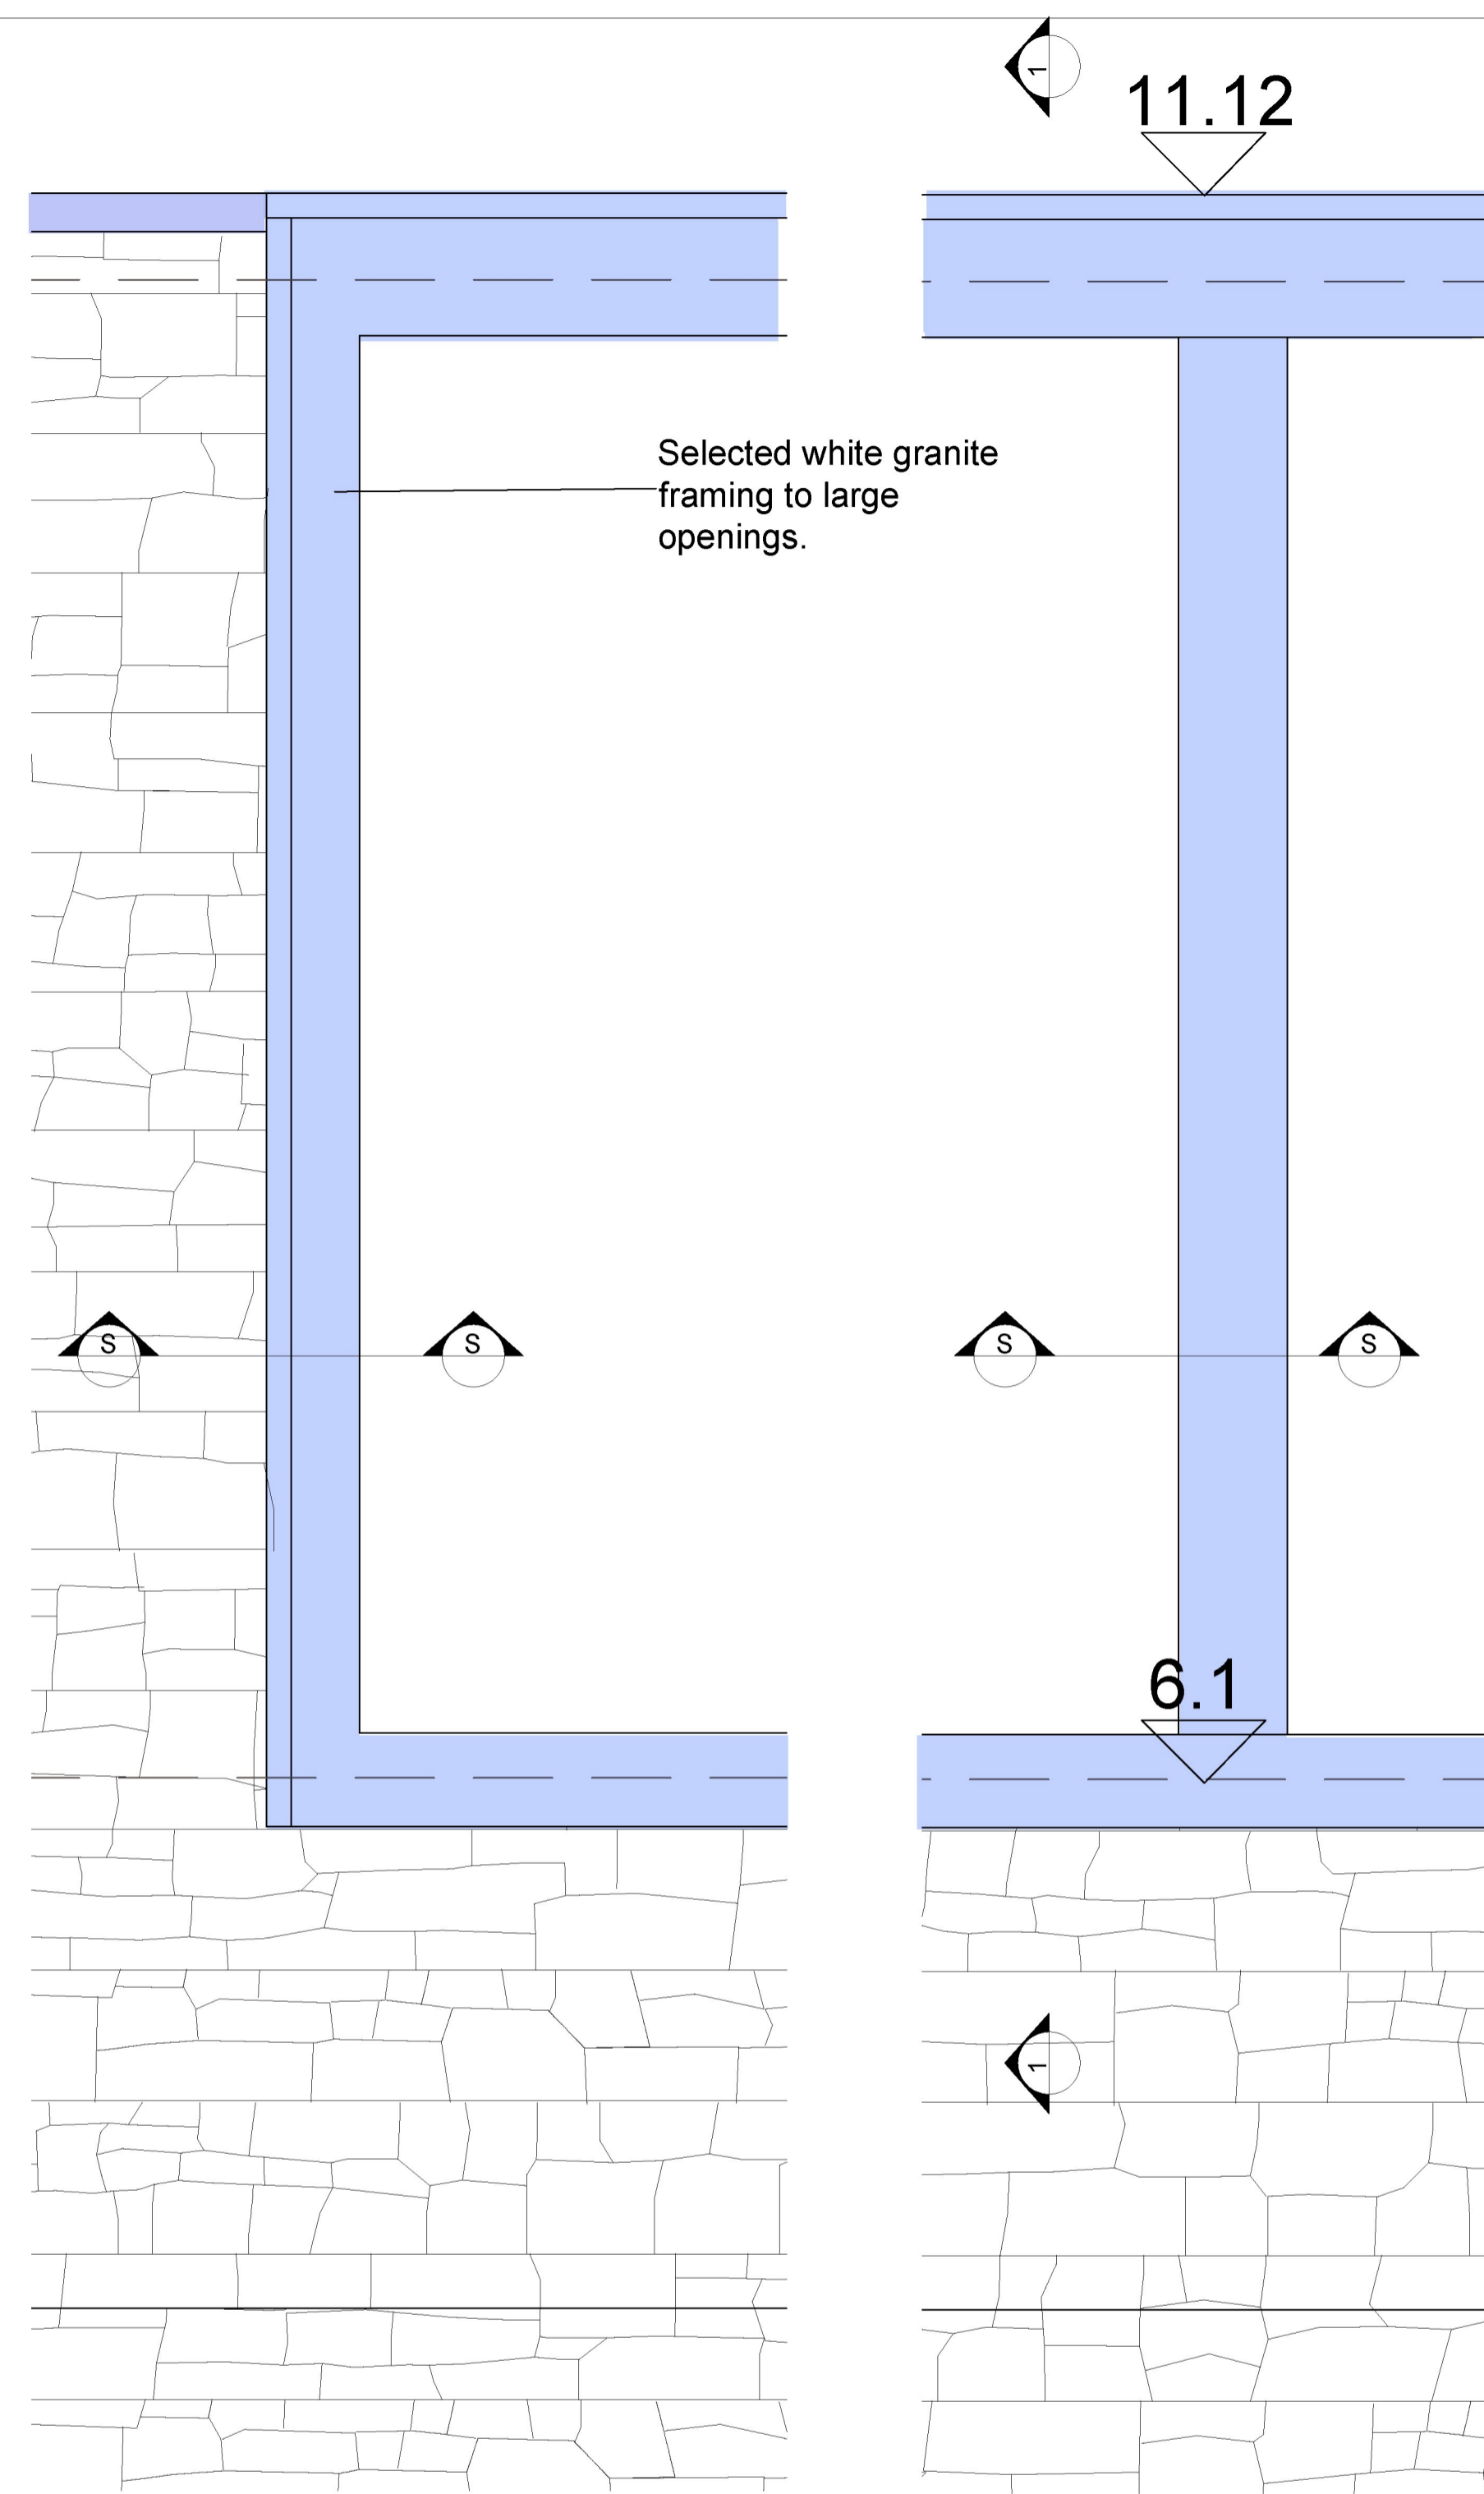 1
11.12
Selected white granite
framing to large
openings.
S
S
S
S
6.1
1